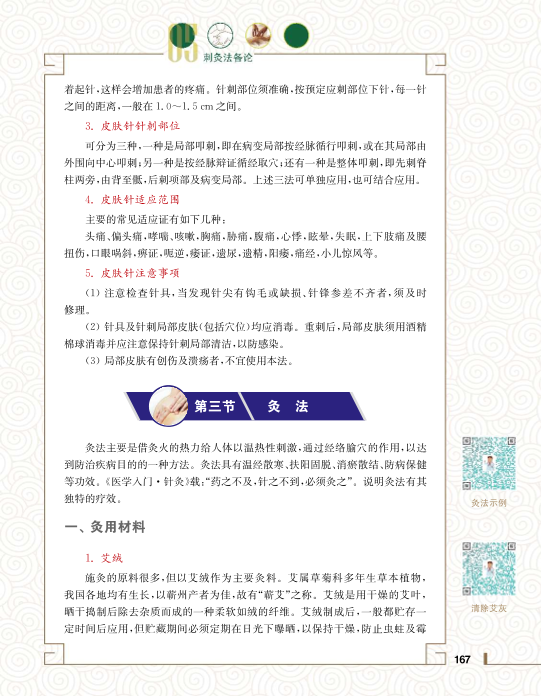 05
刺灸法备论
着起针,这样会增加患者的疼痛。针刺部位须准确,按预定应刺部位下针,每一针
之间的距离,一般在 1.0～1.5 cm 之间。
3. 皮肤针针刺部位
可分为三种,一种是局部叩刺,即在病变局部按经脉循行叩刺,或在其局部由
外围向中心叩刺;另一种是按经脉辩证循经取穴;还有一种是整体叩刺,即先刺脊
柱两旁,由背至骶,后刺项部及病变局部。上述三法可单独应用,也可结合应用。
4. 皮肤针适应范围
主要的常见适应证有如下几种:
头痛、偏头痛,哮喘、咳嗽,胸痛,胁痛,腹痛,心悸,眩晕,失眠,上下肢痛及腰
扭伤,口眼㖞斜,痹证,呃逆,痿证,遗尿,遗精,阳痿,痛经,小儿惊风等。
5. 皮肤针注意事项
(1) 注意检查针具,当发现针尖有钩毛或缺损、针锋参差不齐者,须及时
修理。
(2) 针具及针刺局部皮肤(包括穴位)均应消毒。重刺后,局部皮肤须用酒精
棉球消毒并应注意保持针刺局部清洁,以防感染。
(3) 局部皮肤有创伤及溃疡者,不宜使用本法。
第三节 灸 法
灸法主要是借灸火的热力给人体以温热性刺激,通过经络腧穴的作用,以达
到防治疾病目的的一种方法。灸法具有温经散寒、扶阳固脱、消瘀散结、防病保健
等功效。《医学入门·针灸》载:“药之不及,针之不到,必须灸之”。说明灸法有其
独特的疗效。
灸法示例
一、灸用材料
1. 艾绒
施灸的原料很多,但以艾绒作为主要灸料。艾属草菊科多年生草本植物,
我国各地均有生长,以蕲州产者为佳,故有“蕲艾”之称。艾绒是用干燥的艾叶,
晒干捣制后除去杂质而成的一种柔软如绒的纤维。艾绒制成后,一般都贮存一
定时间后应用,但贮藏期间必须定期在日光下曝晒,以保持干燥,防止虫蛀及霉
清除艾灰
167